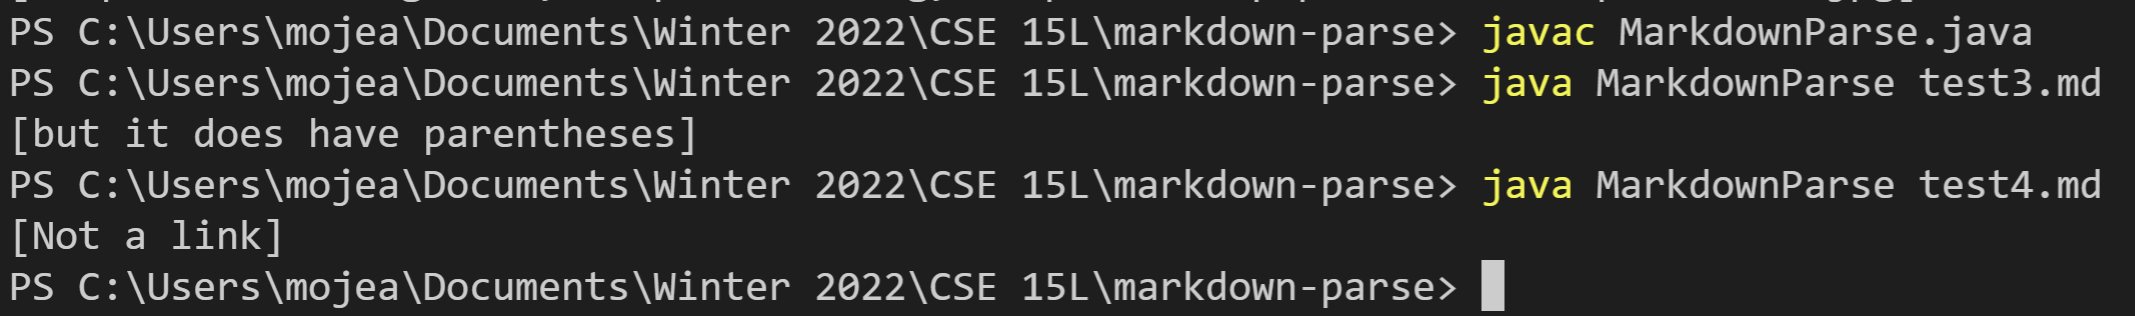 PS C:\Users\mojea\Documents\Winter 2022\CSE 15L\markdown-parse> javac MarkdownParse.java
PS C:\Users\mojea\Documents\Winter 2022\CSE 15L\markdown-parse> java MarkdownParse test3.md
[but it does have parentheses]
PS C:\Users\mojea\Documents\Winter 2022\CSE 15L\markdown-parse> java MarkdownParse test4.md
[Not a link]
PS C:\Users\mojea\Documents\Winter 2022\CSE 15L\markdown-parse>